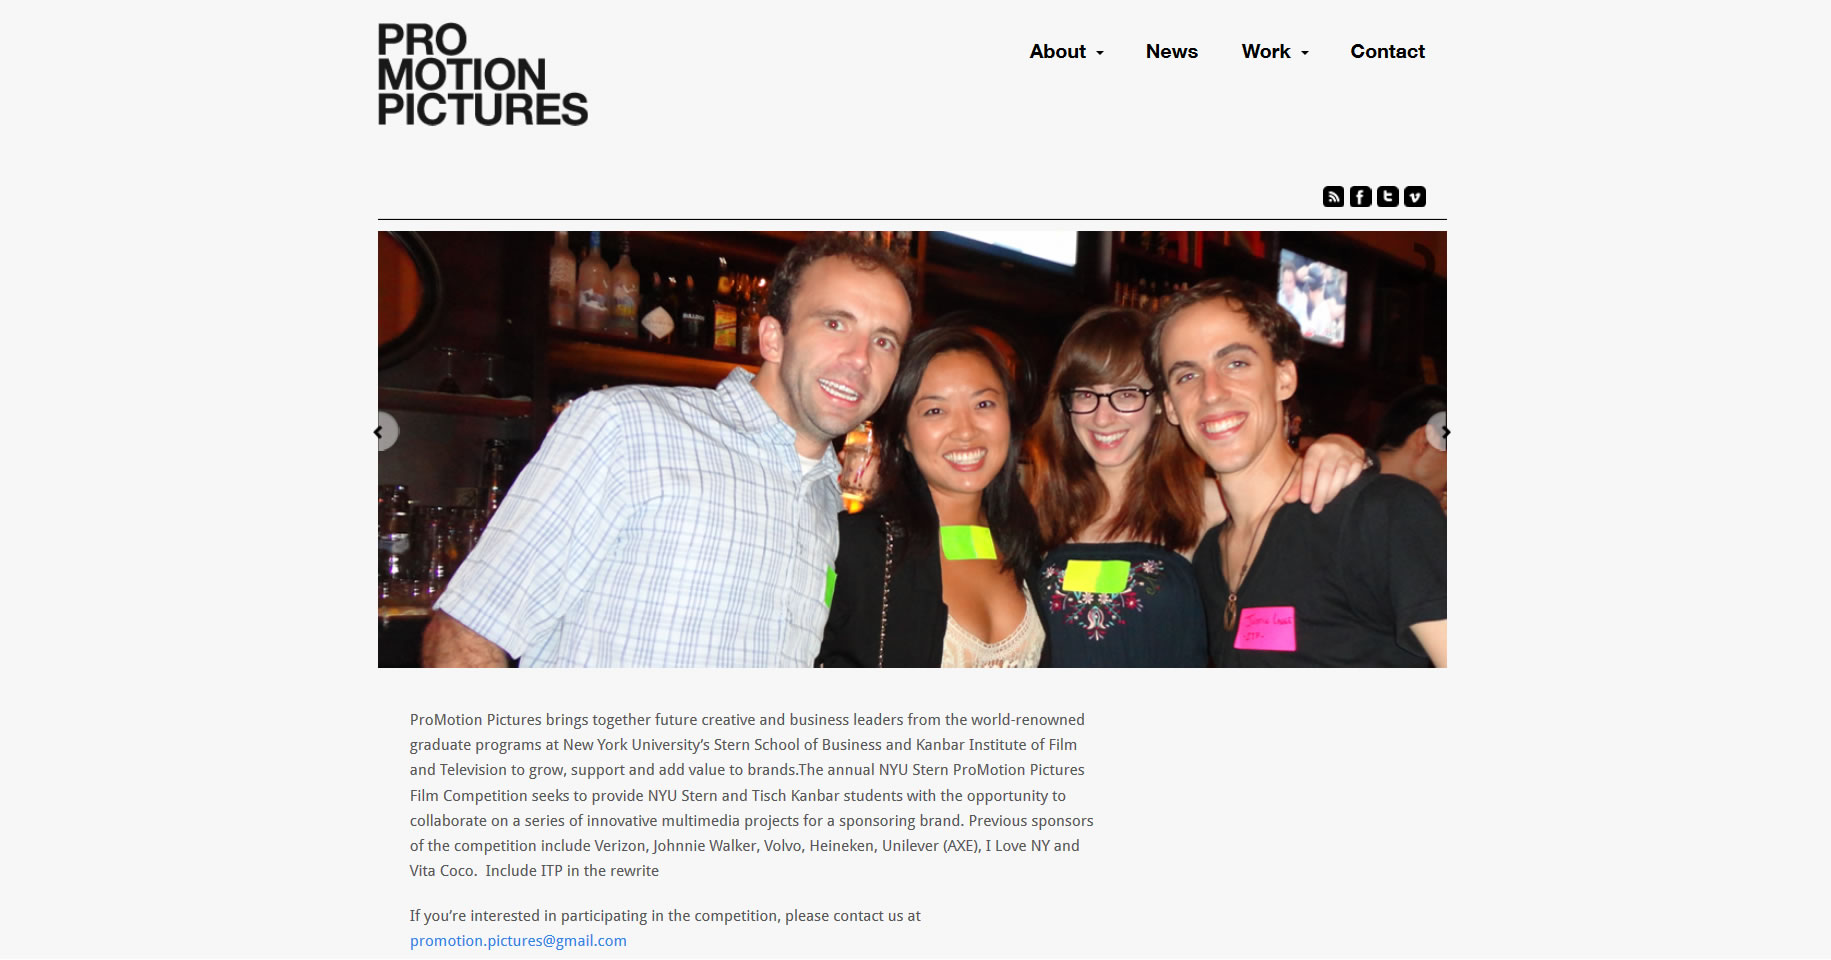 PRO
MOTION
PICTURES
About News Work Contact
ProMotion Pictures brings together future creative and business leaders from the world-renowned
graduate programs at New York University’s Stern School of Business and Kanbar Institute of Film
and Television to grow, support and add value to brands.The annual NYU Stern ProMotion Pictures
Film Competition seeks to provide NYU Stern and Tisch Kanbar students with the opportunity to
collaborate on a series of innovative multimedia projects for a sponsoring brand. Previous sponsors
of the competition include Verizon, Johnnie Walker, Volvo, Heineken, Unilever (AXE), I Love NY and
Vita Coco.  Include ITP in the rewrite
If you’re interested in participating in the competition, please contact us at
promotion.pictures@gmail.com